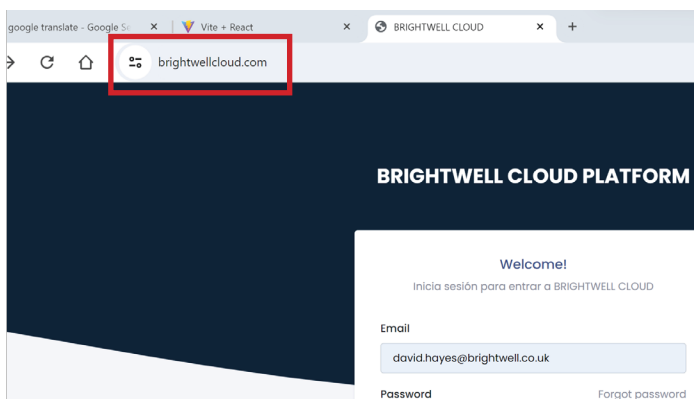 google translate - Google Se
Vite + React
BRIGHTWELL CLOUD
brightwellcloud.com
BRIGHTWELL CLOUD PLATFORM
Welcome!
Inicia sesión para entrar a BRIGHTWELL CLOUD
Email
david.hayes@brightwell.co.uk
Password Forgot password